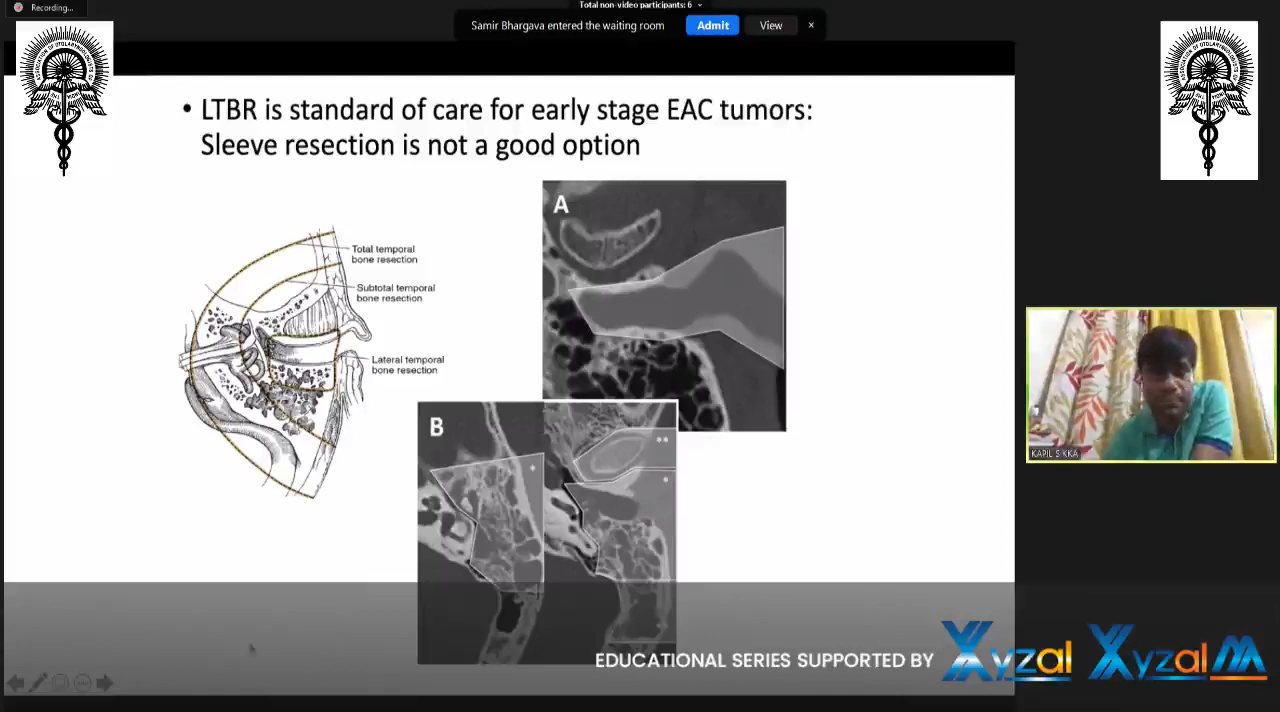 Recording...
Total non-video participants: 6
Samir Bhargava entered the waiting room
Admit
View
• LTBR is standard of care for early stage EAC tumors:
Sleeve resection is not a good option
Total temporal
bone resection
Subtotal temporal
bone resection
Lateral temporal
bone resection
A
B
KAPIL SIKKA
EDUCATIONAL SERIES SUPPORTED BY
Xyzal
Xyzal M